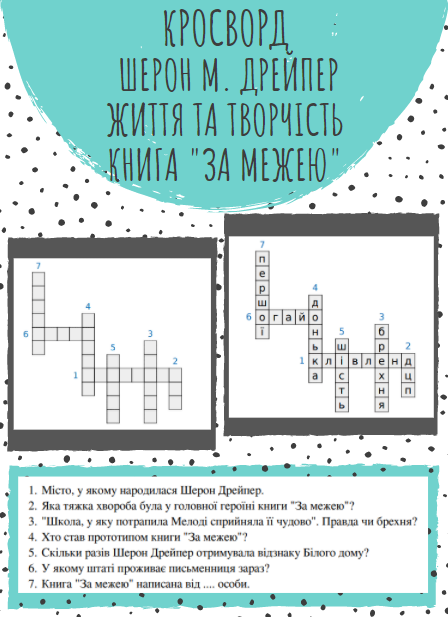 КРОСВОРД
ШЕРОН М. ДРЕЙПЕР
ЖИТТЯ ТА ТВОРЧІСТЬ
КНИГА "ЗА МЕЖЕЮ"
7
4
6
5 3
2
1
7
п
е
р 4
ш д
6 о г а й о 3
ї н 5 б
ь ш р 2
1 к л і в л е н д
а с х ц
т н п
ь я
1. Місто, у якому народилася Шерон Дрейпер.
2. Яка тяжка хвороба була у головної героїні книги "За межею"?
3. "Школа, у яку потрапила Мелоді сприйняла її чудово". Правда чи брехня?
4. Хто став прототипом книги "За межею"?
5. Скільки разів Шерон Дрейпер отримувала відзнаку Білого дому?
6. У якому штаті проживає письменниця зараз?
7. Книга "За межею" написана від .... особи.